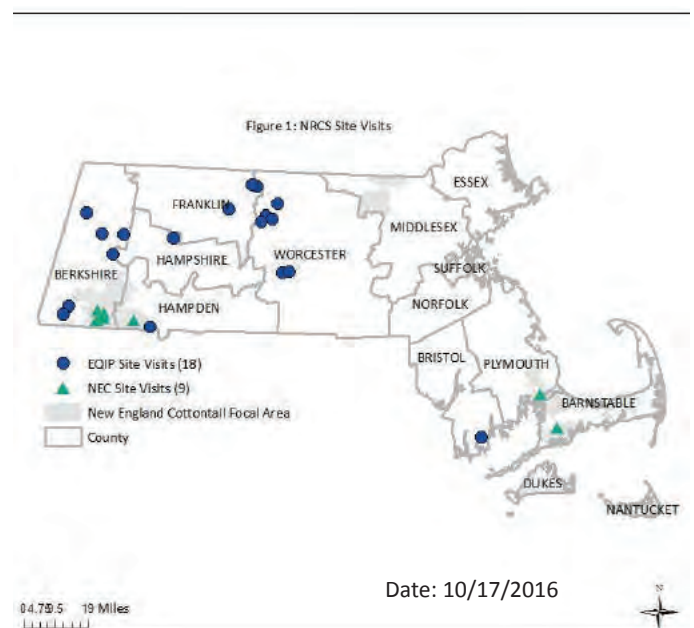 Figure 1: NRCS Site Visits
ESSEX
FRANKLIN
MIDDLESEX
WORCESTER
HAMPSHIRE
SUFFOLK
BERKSHIRE
HAMPDEN
NORFOLK
BRISTOL
PLYMOUTH
EQIP Site Visits (18)
NEC Site Visits (9)
BARNSTABLE
New England Cottontail Focal Area
County
DUKES
NANTUCKET
Date: 10/17/2016
N
19 Miles